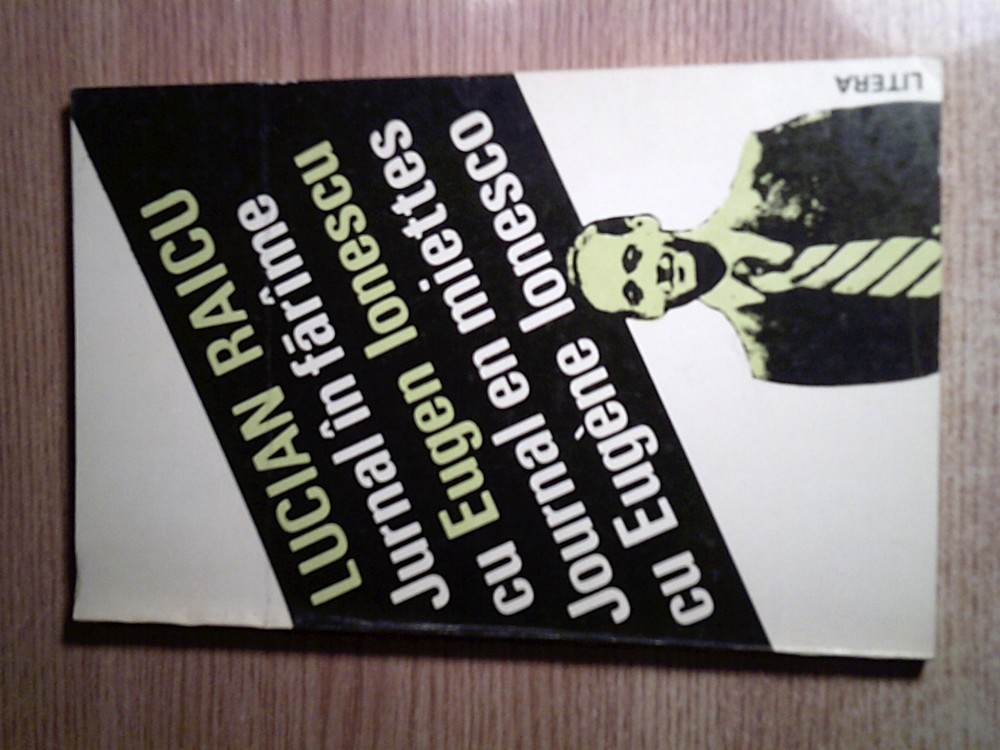 LUCIAN RAICU
Jurnal în fărîme
cu Eugen Ionescu
Journal en miettes
cu Eugène Ionesco
LITERA